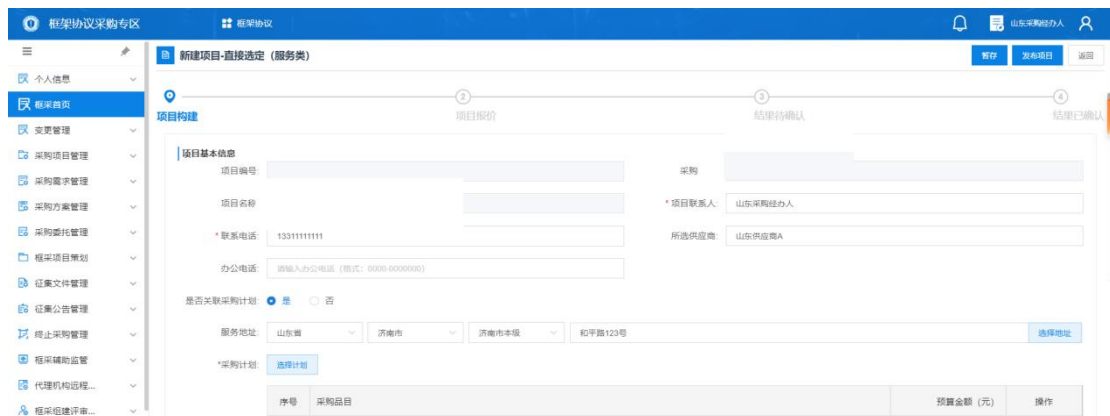 框架协议采购专区
框架协议
山东采购经办人
个人信息
框采首页
变更管理
采购项目管理
采购需求管理
采购方案管理
采购委托管理
框采项目策划
征集文件管理
征集公告管理
终止采购管理
框采辅助监管
代理机构远程...
框采组建评审...
新建项目-直接选定（服务类）
暂存 发布项目 返回
2 3 4
项目构建 项目报价 结果待确认 结果已确认
项目基本信息
项目编号: 采购
项目名称 * 项目联系人: 山东采购经办人
* 联系电话: 13311111111 所选供应商: 山东供应商A
办公电话: 请输入办公电话（格式：0000-0000000）
是否关联采购计划: 是 否
服务地址: 山东省 济南市 济南市本级 和平路123号 选择地址
*采购计划: 选择计划
序号 采购品目 预算金额（元） 操作